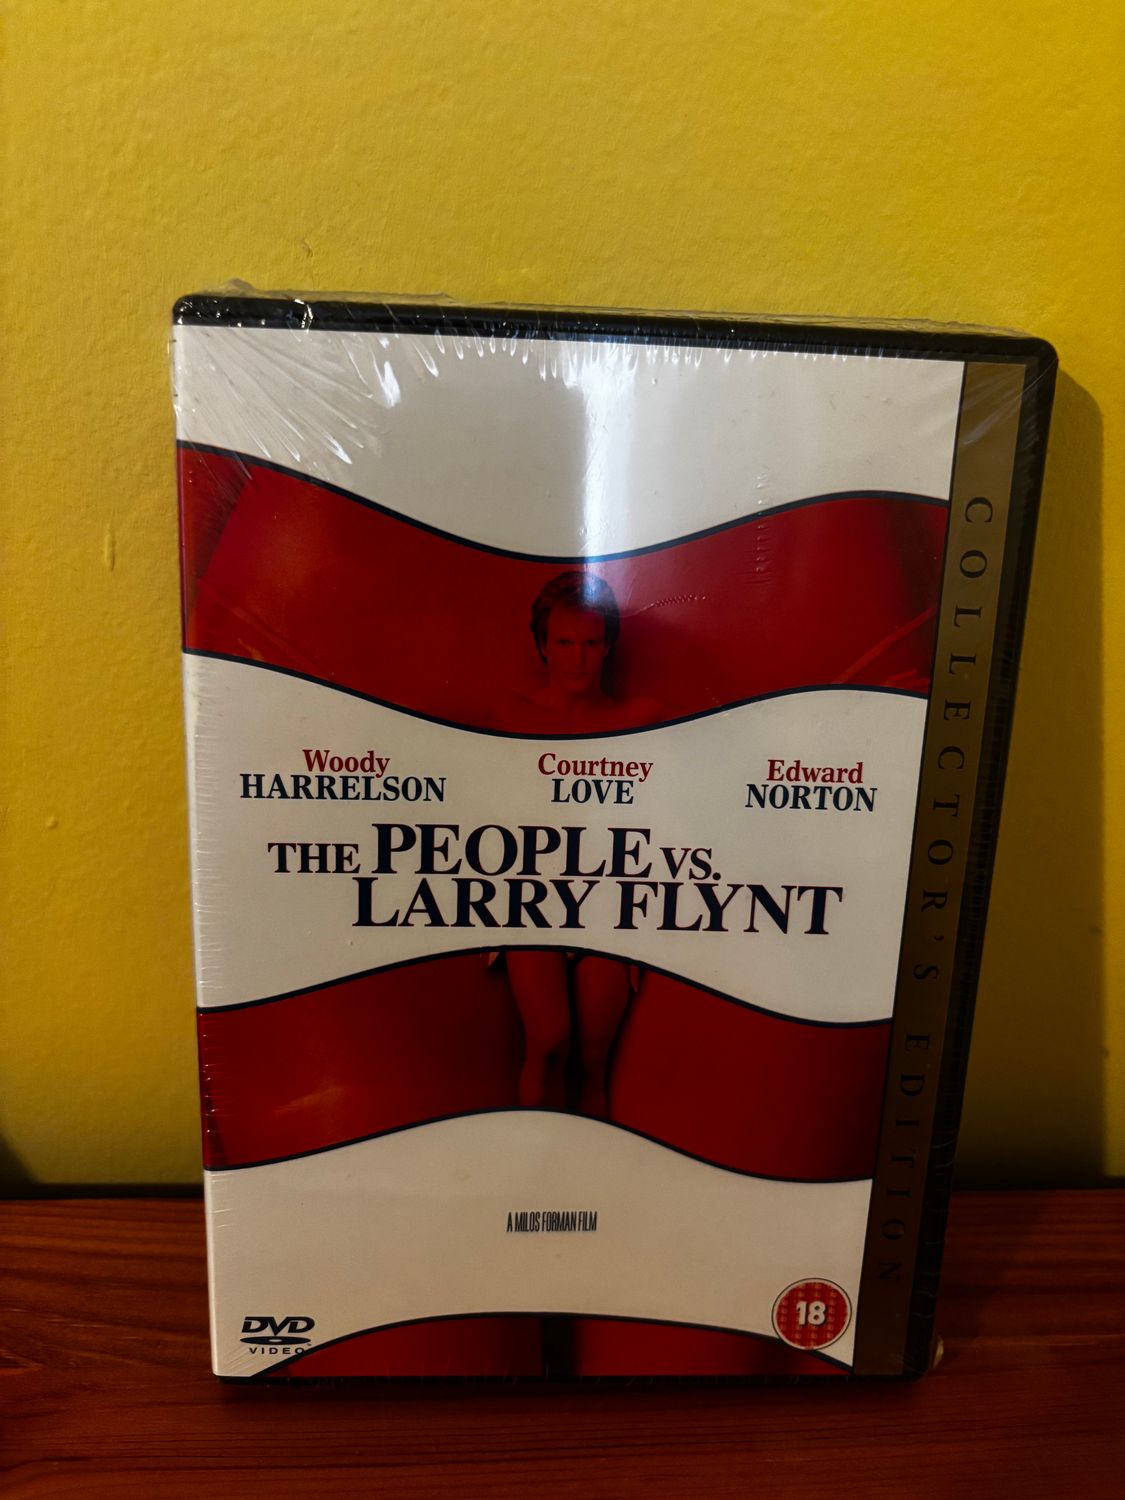 Woody
HARRELSON
Courtney
LOVE
Edward
NORTON
THE PEOPLE VS.
LARRY FLYNT
A MILOS FORMAN FILM
DVD
VIDEO
18
COLLECTOR'S EDITION